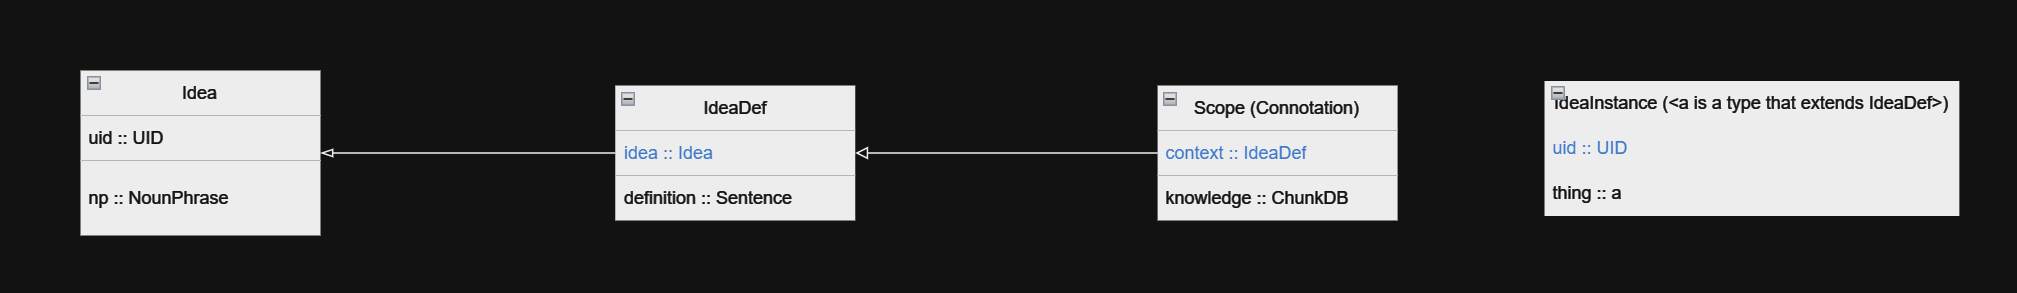 Idea
uid :: UID
np :: NounPhrase
IdeaDef
idea :: Idea
definition :: Sentence
Scope (Connotation)
context :: IdeaDef
knowledge :: ChunkDB
IdeaInstance (<a is a type that extends IdeaDef>)
uid :: UID
thing :: a